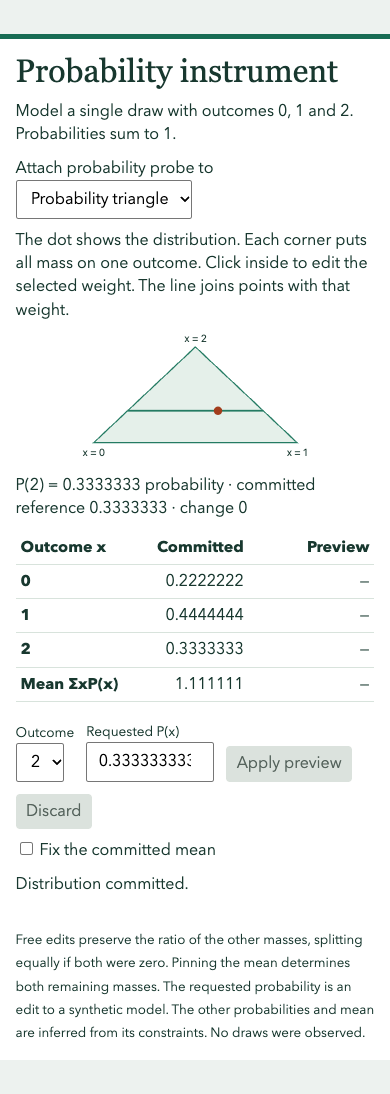 Probability instrument
Model a single draw with outcomes 0, 1 and 2.
Probabilities sum to 1.
Attach probability probe to
Probability triangle
The dot shows the distribution. Each corner puts
all mass on one outcome. Click inside to edit the
selected weight. The line joins points with that
weight.
x = 2
x = 0
x = 1
P(2) = 0.3333333 probability · committed
reference 0.3333333 · change 0
Outcome x Committed Preview
0 0.2222222 –
1 0.4444444 –
2 0.3333333 –
Mean ΣxP(x) 1.111111 –
Outcome Requested P(x)
2 0.333333333 Apply preview
Discard
Fix the committed mean
Distribution committed.
Free edits preserve the ratio of the other masses, splitting
equally if both were zero. Pinning the mean determines
both remaining masses. The requested probability is an
edit to a synthetic model. The other probabilities and mean
are inferred from its constraints. No draws were observed.